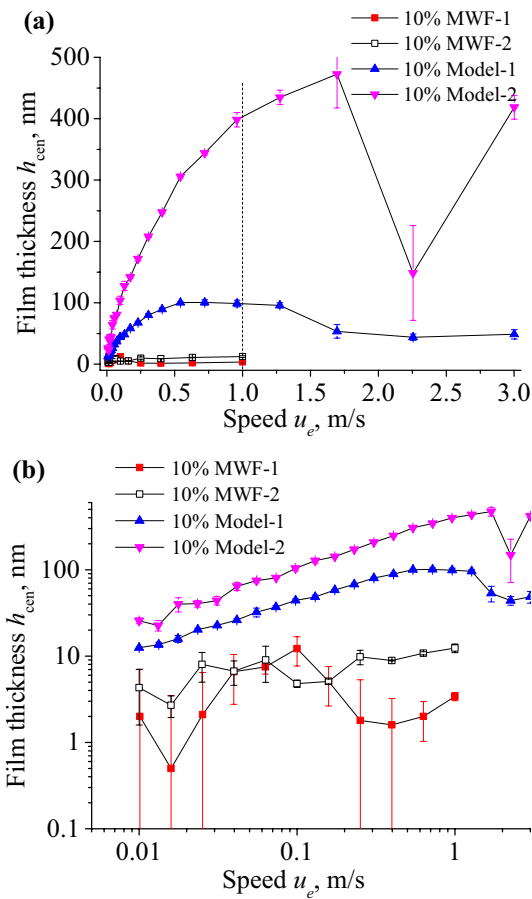 (a)
10% MWF-1
10% MWF-2
10% Model-1
10% Model-2
Film thickness h_cen, nm
500
400
300
200
100
0
0.0 0.5 1.0 1.5 2.0 2.5 3.0
Speed u_e, m/s
(b)
10% MWF-1
10% MWF-2
10% Model-1
10% Model-2
Film thickness h_cen, nm
100
10
1
0.1
0.01 0.1 1
Speed u_e, m/s